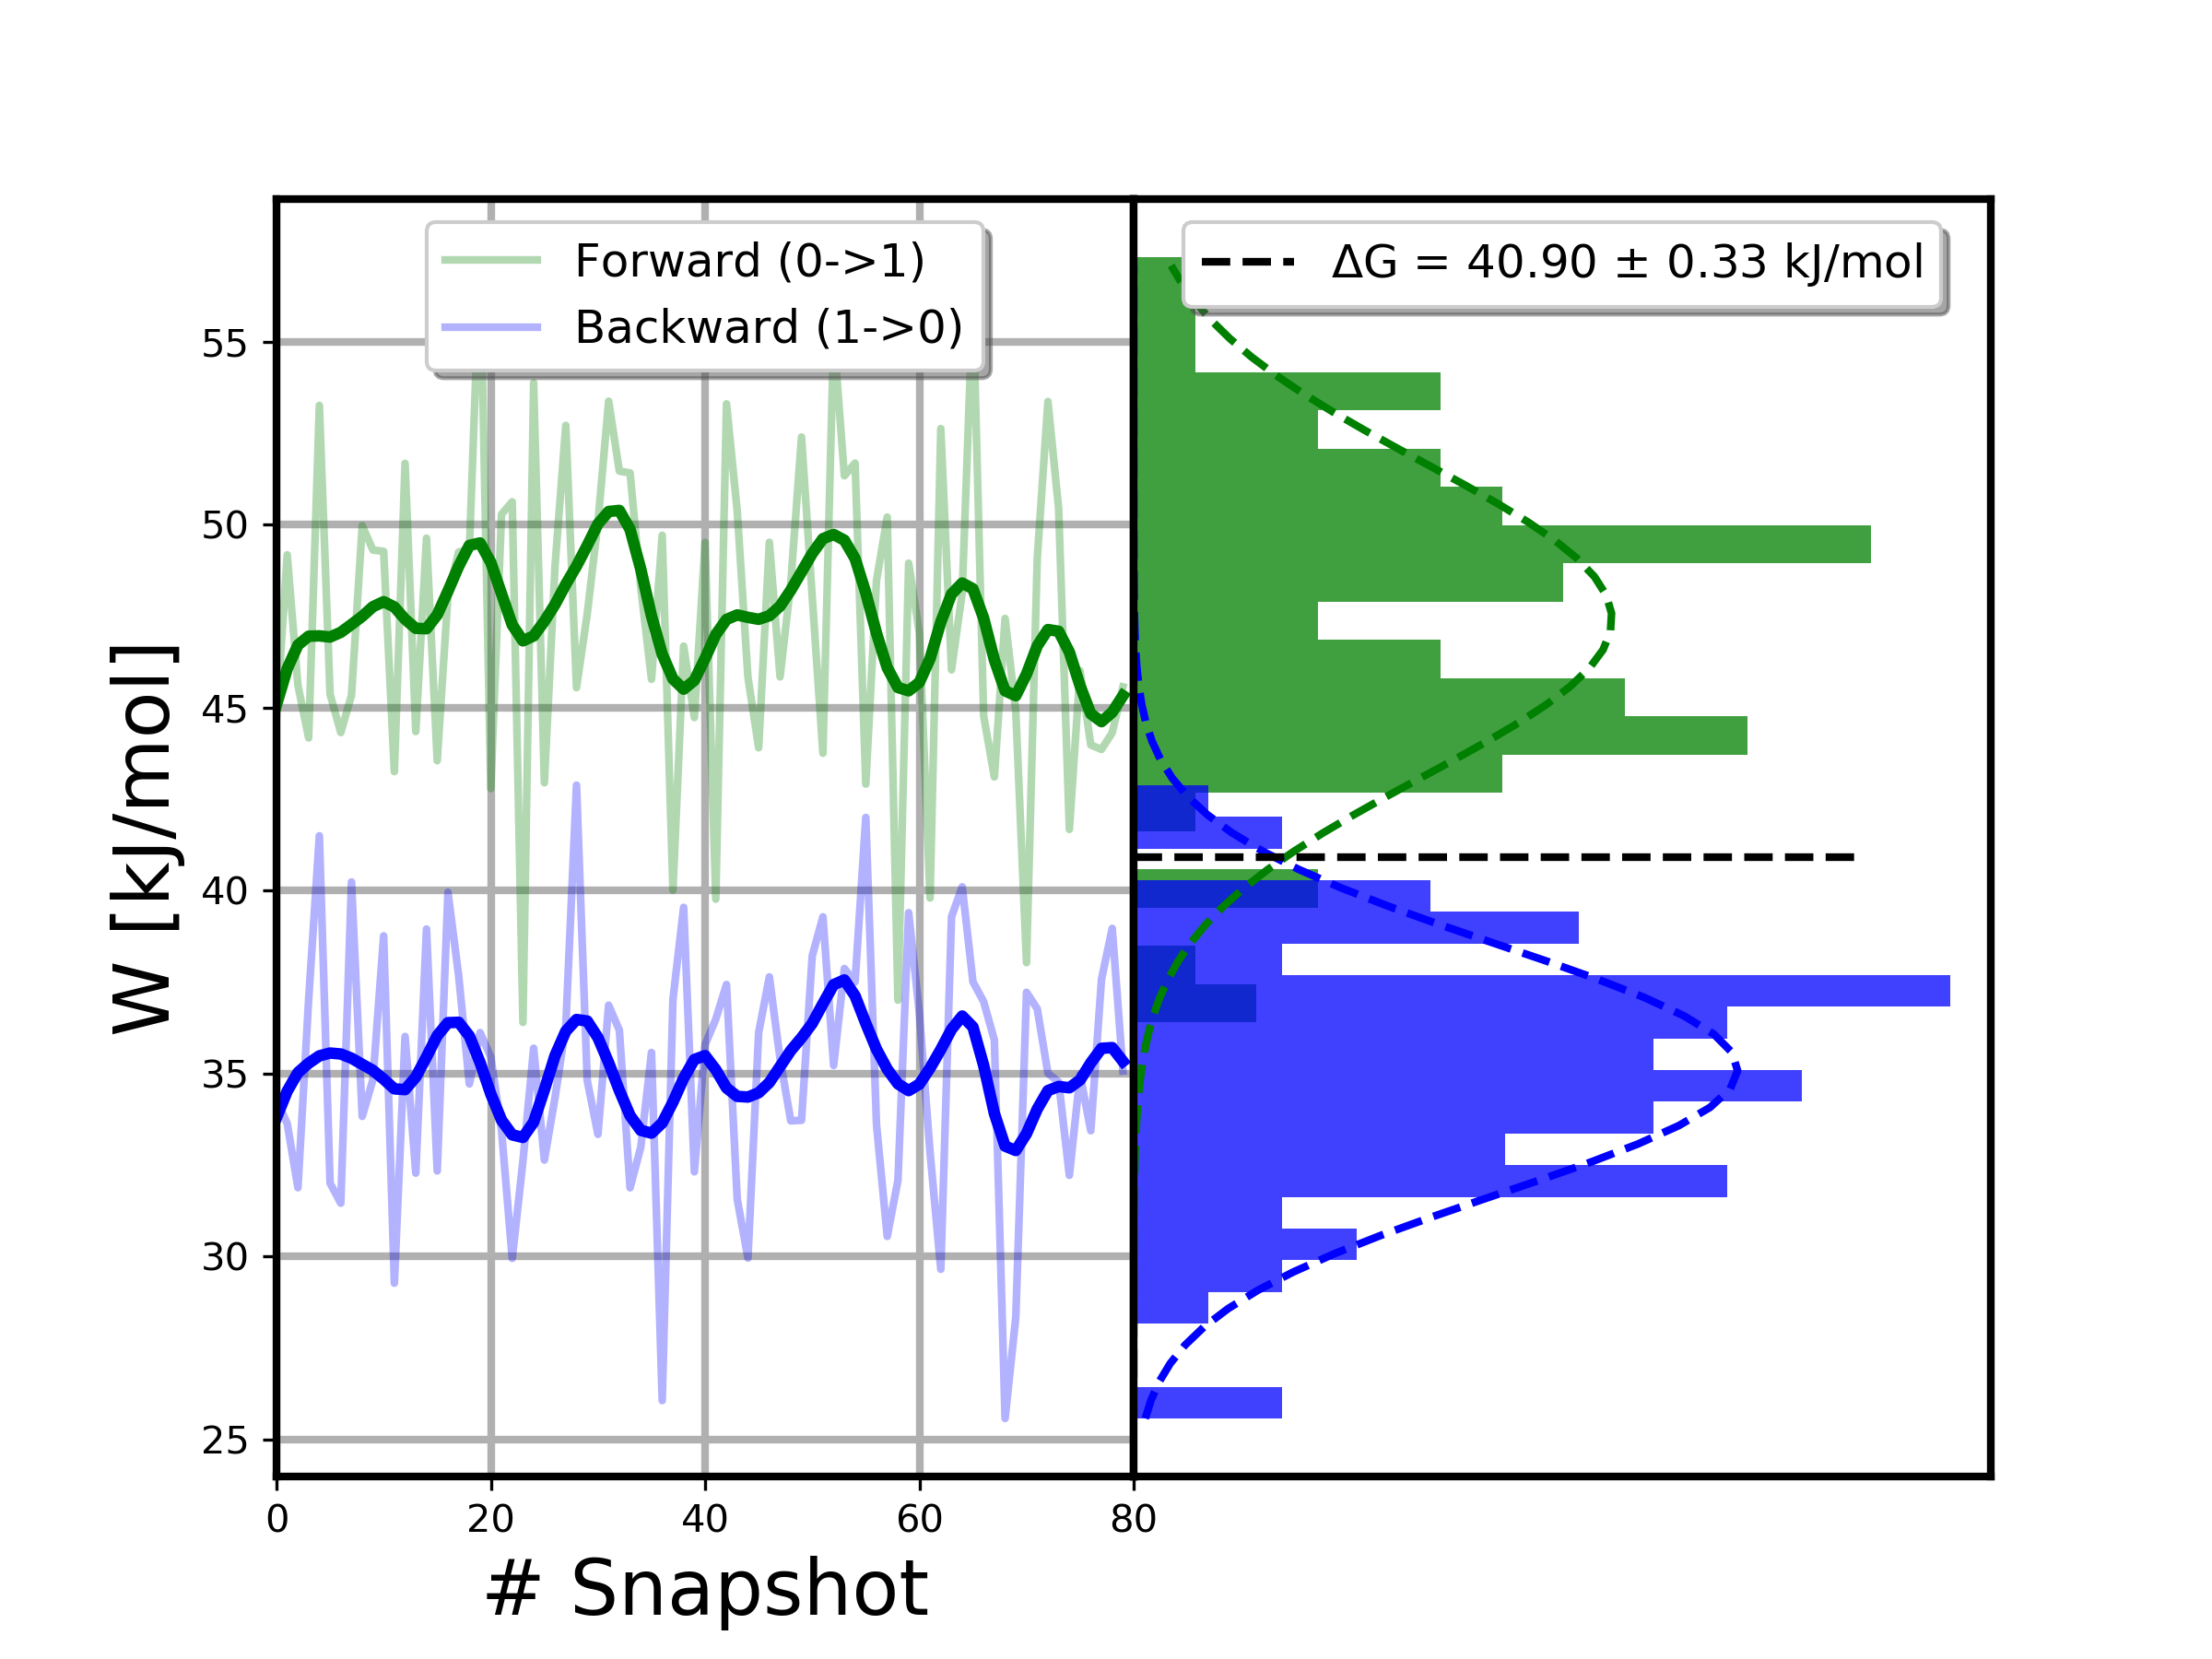 Forward (0->1)
Backward (1->0)
ΔG = 40.90 ± 0.33 kJ/mol
W [kJ/mol]
55
50
45
40
35
30
25
0 20 40 60 80
# Snapshot